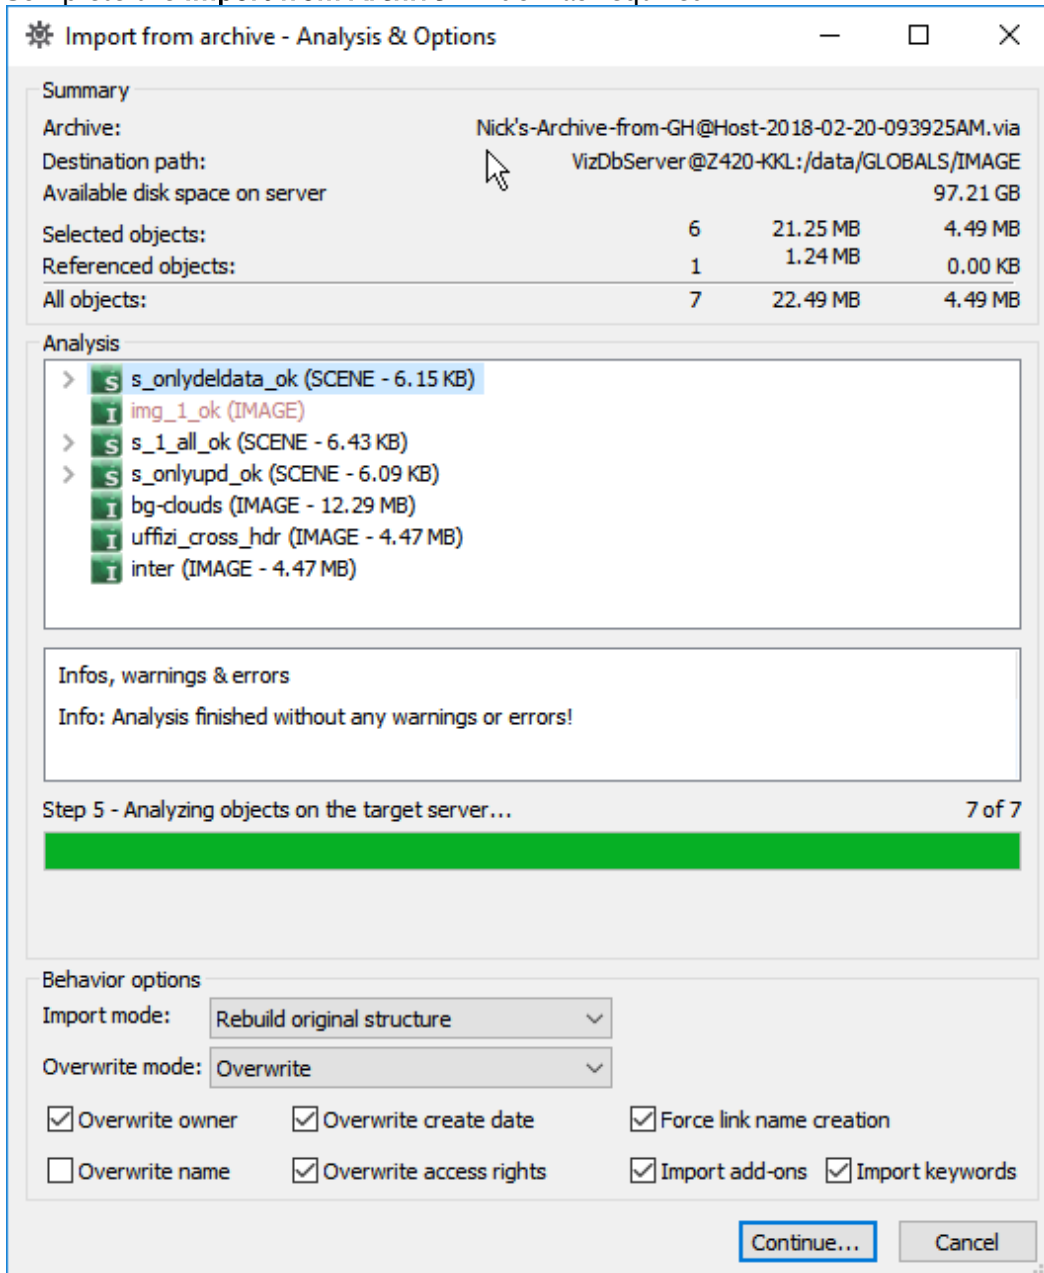 Import from archive - Analysis & Options
Summary
Archive: Nick's-Archive-from-GH@Host-2018-02-20-093925AM.via
Destination path: VizDbServer@Z420-KKL:/data/GLOBALS/IMAGE
Available disk space on server 97.21 GB
Selected objects: 6 21.25 MB 4.49 MB
Referenced objects: 1 1.24 MB 0.00 KB
All objects: 7 22.49 MB 4.49 MB
Analysis
S s_onlydeldata_ok (SCENE - 6.15 KB)
I img_1_ok (IMAGE)
S s_1_all_ok (SCENE - 6.43 KB)
S s_onlyupd_ok (SCENE - 6.09 KB)
I bg-clouds (IMAGE - 12.29 MB)
I uffizi_cross_hdr (IMAGE - 4.47 MB)
I inter (IMAGE - 4.47 MB)
Infos, warnings & errors
Info: Analysis finished without any warnings or errors!
Step 5 - Analyzing objects on the target server... 7 of 7
Behavior options
Import mode: Rebuild original structure
Overwrite mode: Overwrite
Overwrite owner Overwrite create date Force link name creation
Overwrite name Overwrite access rights Import add-ons Import keywords
Continue... Cancel